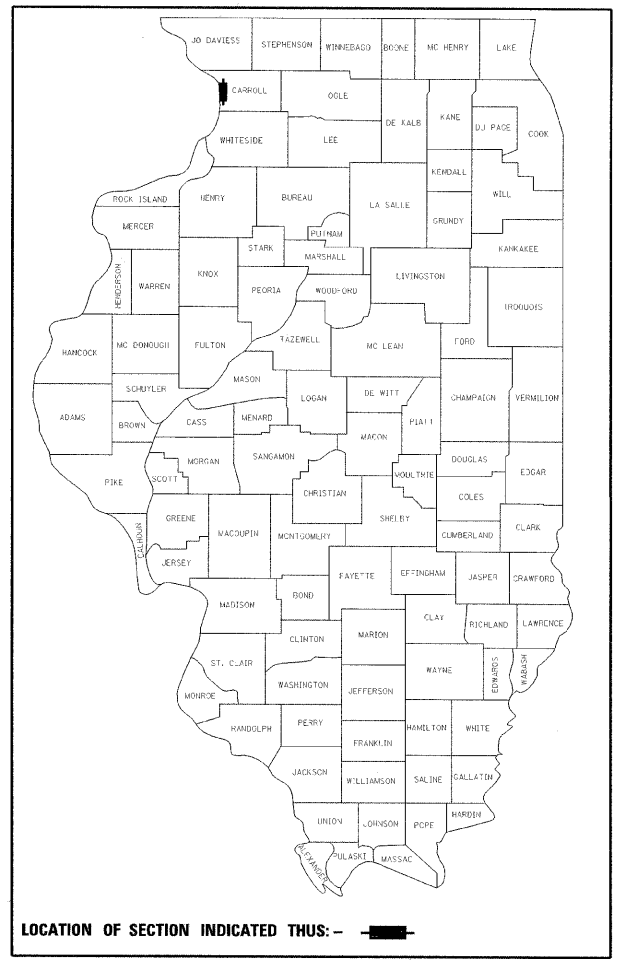 JO DAVIESS
STEPHENSON
WINNEBAGO
BOONE
MC HENRY
LAKE
CARROLL
OGLE
DE KALB
KANE
DU PAGE
COOK
WHITESIDE
LEE
KENDALL
WILL
ROCK ISLAND
HENRY
BUREAU
LA SALLE
GRUNDY
MERCER
PUTNAM
STARK
MARSHALL
KANKAKEE
HENDERSON
WARREN
KNOX
PEORIA
WOODFORD
LIVINGSTON
IROQUOIS
HANCOCK
MC DONOUGH
FULTON
TAZEWELL
MC LEAN
FORD
SCHUYLER
MASON
LOGAN
DE WITT
CHAMPAIGN
VERMILION
ADAMS
BROWN
CASS
MENARD
MACON
PIATT
PIKE
SCOTT
MORGAN
SANGAMON
CHRISTIAN
MOULTRIE
DOUGLAS
EDGAR
COLES
CALHOUN
GREENE
MACOUPIN
MONTGOMERY
SHELBY
CUMBERLAND
CLARK
JERSEY
FAYETTE
EFFINGHAM
JASPER
CRAWFORD
MADISON
BOND
CLINTON
MARION
CLAY
RICHLAND
LAWRENCE
ST. CLAIR
WASHINGTON
JEFFERSON
WAYNE
EDWARDS
WABASH
MONROE
RANDOLPH
PERRY
FRANKLIN
HAMILTON
WHITE
JACKSON
WILLIAMSON
SALINE
GALLATIN
UNION
JOHNSON
POPE
HARDIN
ALEXANDER
PULASKI
MASSAC
LOCATION OF SECTION INDICATED THUS: –